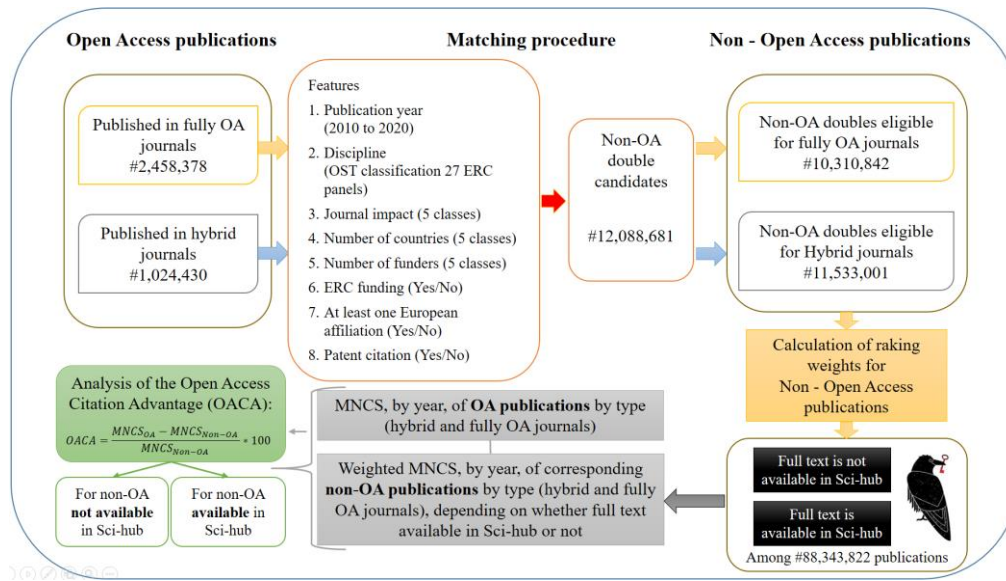 Open Access publications
Matching procedure
Non - Open Access publications
Published in fully OA
journals
#2,458,378
Published in hybrid
journals
#1,024,430
Features
1. Publication year
(2010 to 2020)
2. Discipline
(OST classification 27 ERC
panels)
3. Journal impact (5 classes)
4. Number of countries (5 classes)
5. Number of funders (5 classes)
6. ERC funding (Yes/No)
7. At least one European
affiliation (Yes/No)
8. Patent citation (Yes/No)
Non-OA
double
candidates
#12,088,681
Non-OA doubles eligible
for fully OA journals
#10,310,842
Non-OA doubles eligible
for Hybrid journals
#11,533,001
Calculation of raking
weights for
Non - Open Access
publications
Full text is not
available in Sci-hub
Full text is
available in Sci-hub
Among #88,343,822 publications
MNCS, by year, of OA publications by type
(hybrid and fully OA journals)
Weighted MNCS, by year, of corresponding
non-OA publications by type (hybrid and fully
OA journals), depending on whether full text
available in Sci-hub or not
Analysis of the Open Access
Citation Advantage (OACA):
OACA = (MNCS_OA − MNCS_Non−OA) / MNCS_Non−OA * 100
For non-OA
not available
in Sci-hub
For non-OA
available in
Sci-hub